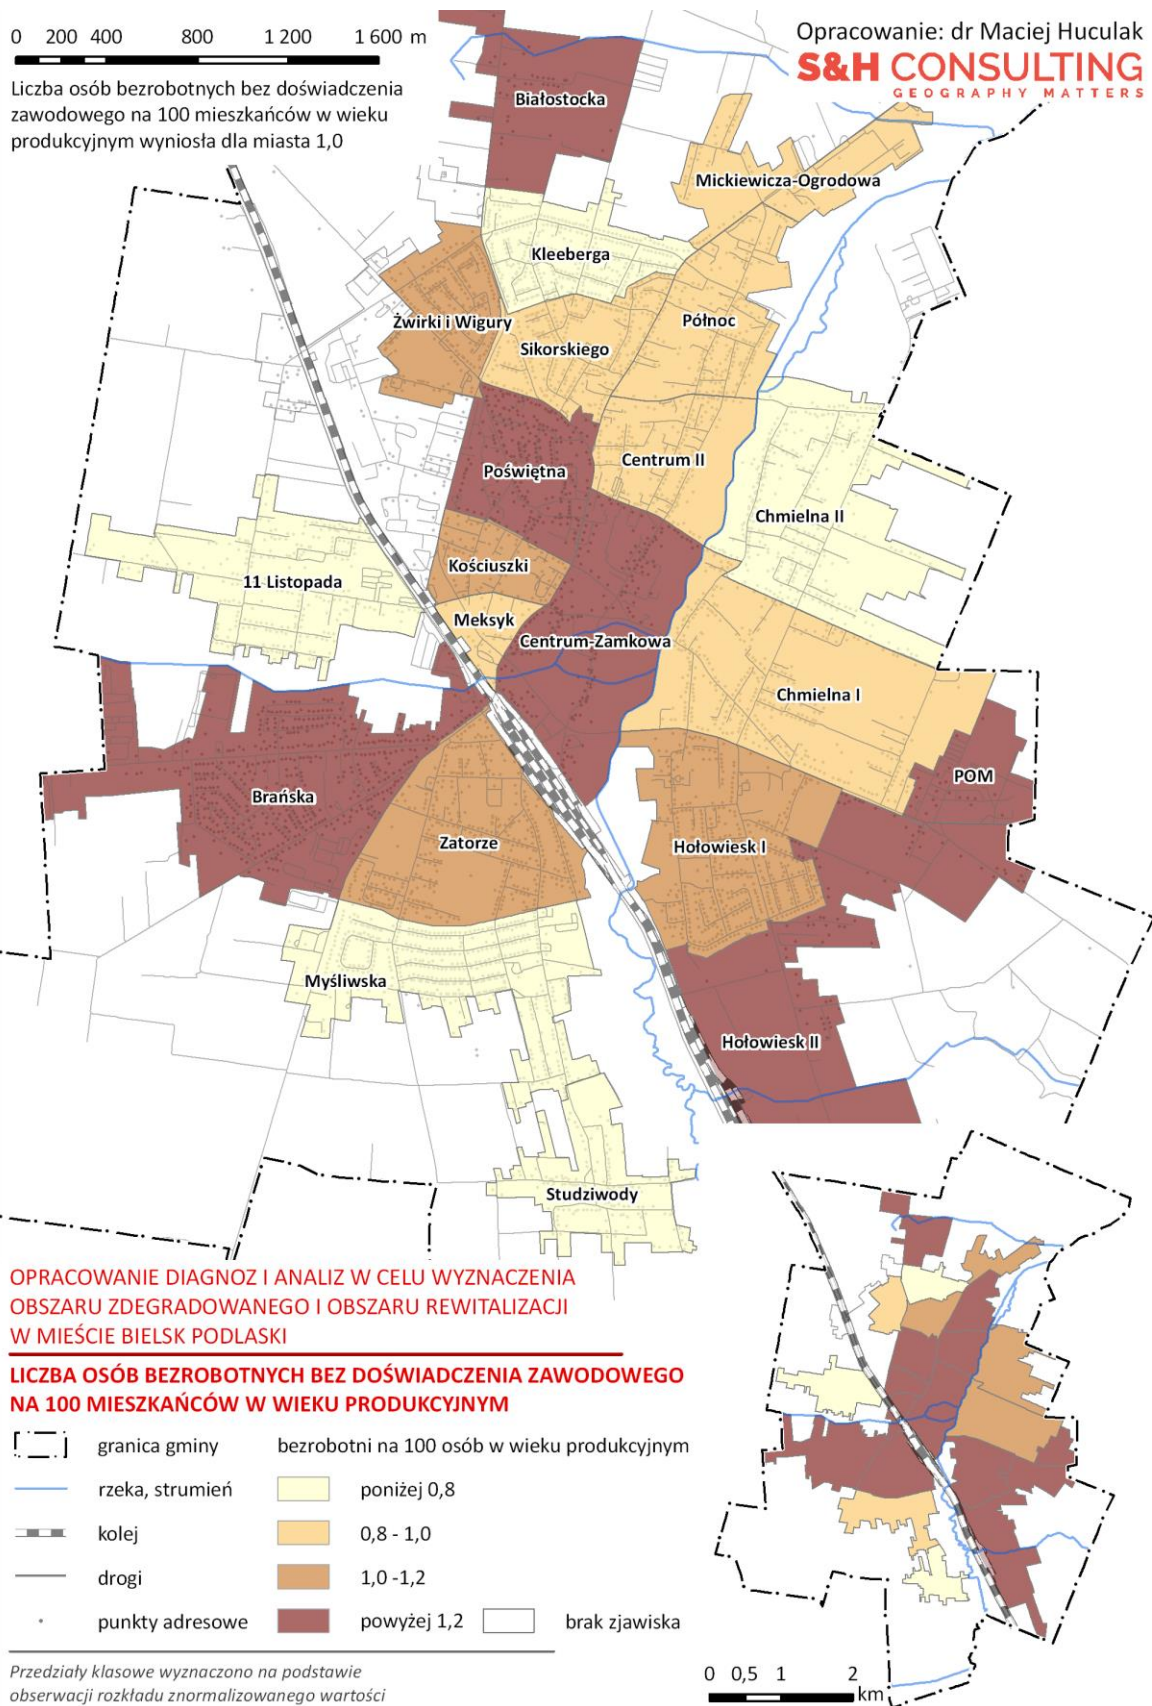 0 200 400 800 1 200 1 600 m
Liczba osób bezrobotnych bez doświadczenia
zawodowego na 100 mieszkańców w wieku
produkcyjnym wyniosła dla miasta 1,0
Opracowanie: dr Maciej Huculak
S&H CONSULTING
GEOGRAPHY MATTERS
Białostocka
Mickiewicza-Ogrodowa
Kleeberga
Żwirki i Wigury
Północ
Sikorskiego
Poświętna
Centrum II
Chmielna II
Kościuszki
11 Listopada
Meksyk
Centrum-Zamkowa
Chmielna I
POM
Brańska
Zatorze
Hołowiesk I
Myśliwska
Hołowiesk II
Studziwody
OPRACOWANIE DIAGNOZ I ANALIZ W CELU WYZNACZENIA
OBSZARU ZDEGRADOWANEGO I OBSZARU REWITALIZACJI
W MIEŚCIE BIELSK PODLASKI
LICZBA OSÓB BEZROBOTNYCH BEZ DOŚWIADCZENIA ZAWODOWEGO
NA 100 MIESZKAŃCÓW W WIEKU PRODUKCYJNYM
granica gminy bezrobotni na 100 osób w wieku produkcyjnym
rzeka, strumień poniżej 0,8
kolej 0,8 - 1,0
drogi 1,0 -1,2
punkty adresowe powyżej 1,2 brak zjawiska
Przedziały klasowe wyznaczono na podstawie
obserwacji rozkładu znormalizowanego wartości
0 0,5 1 2
km